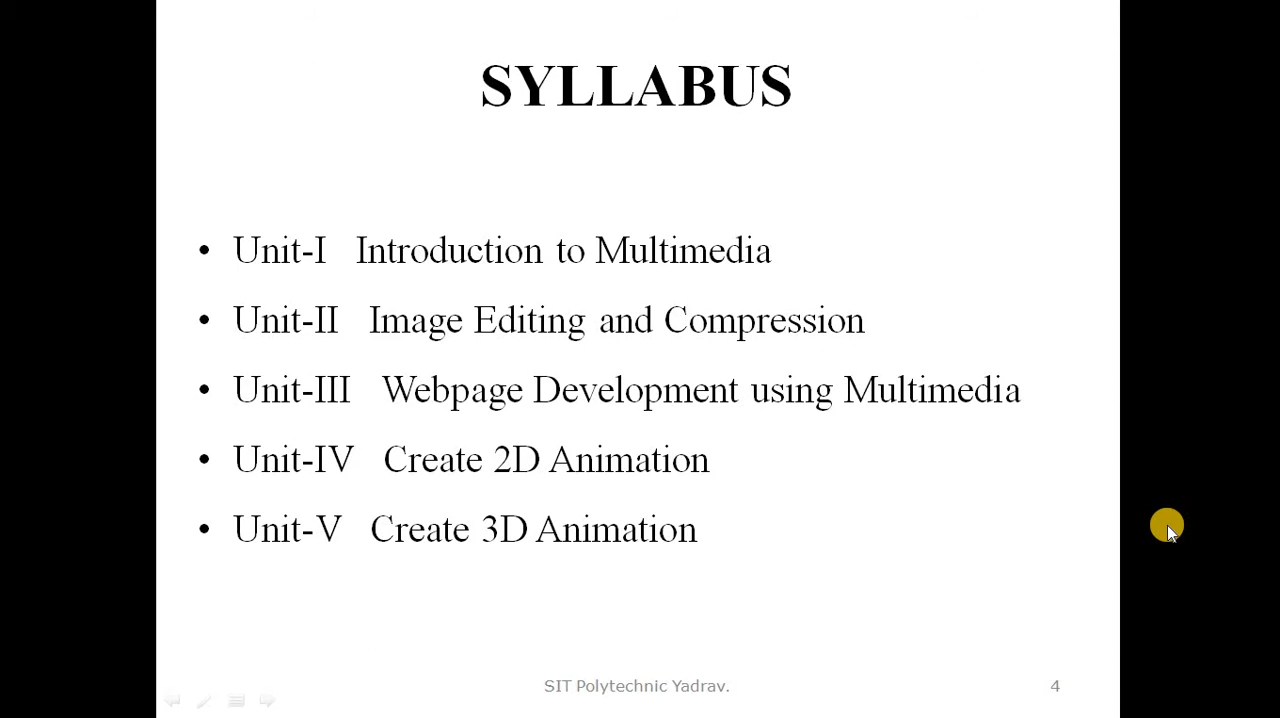 SYLLABUS
• Unit-I Introduction to Multimedia
• Unit-II Image Editing and Compression
• Unit-III Webpage Development using Multimedia
• Unit-IV Create 2D Animation
• Unit-V Create 3D Animation
SIT Polytechnic Yadrav. 4